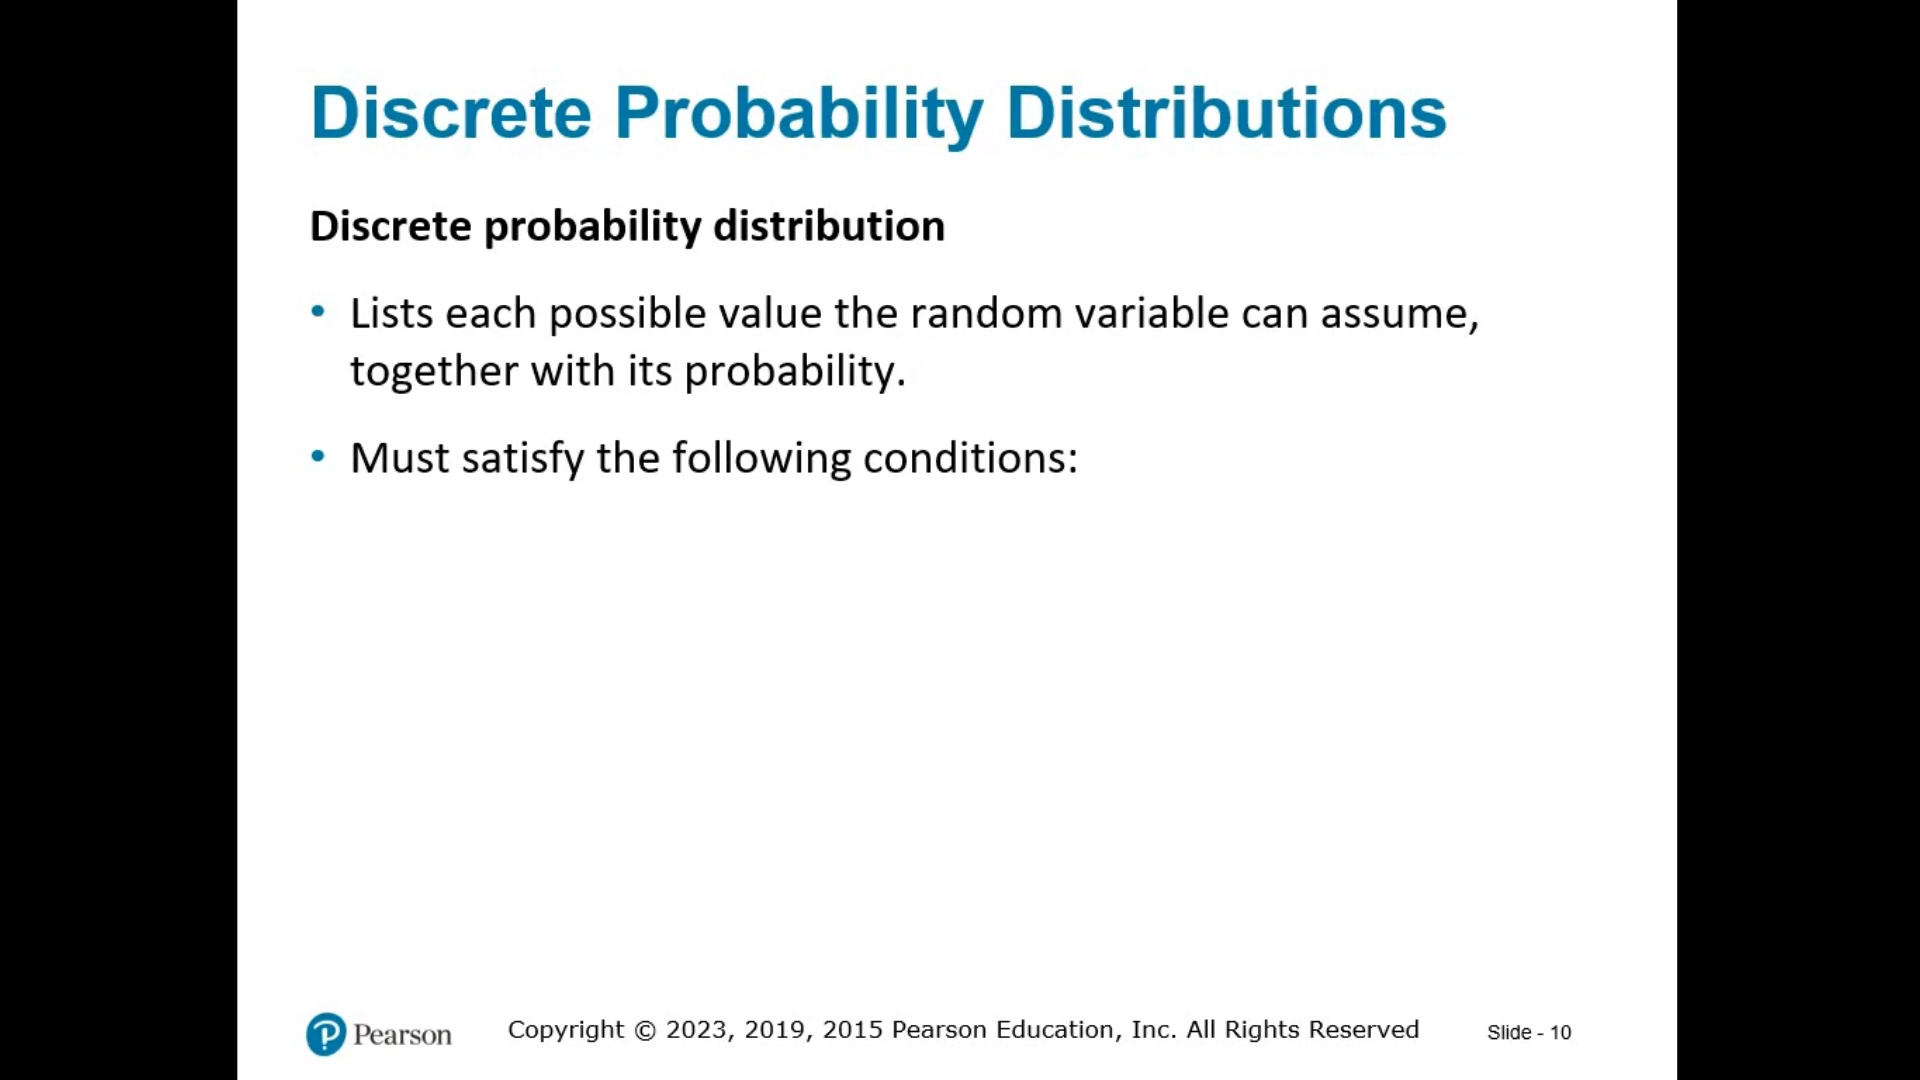 Discrete Probability Distributions
Discrete probability distribution
• Lists each possible value the random variable can assume,
together with its probability.
• Must satisfy the following conditions:
Pearson
Copyright © 2023, 2019, 2015 Pearson Education, Inc. All Rights Reserved
Slide - 10